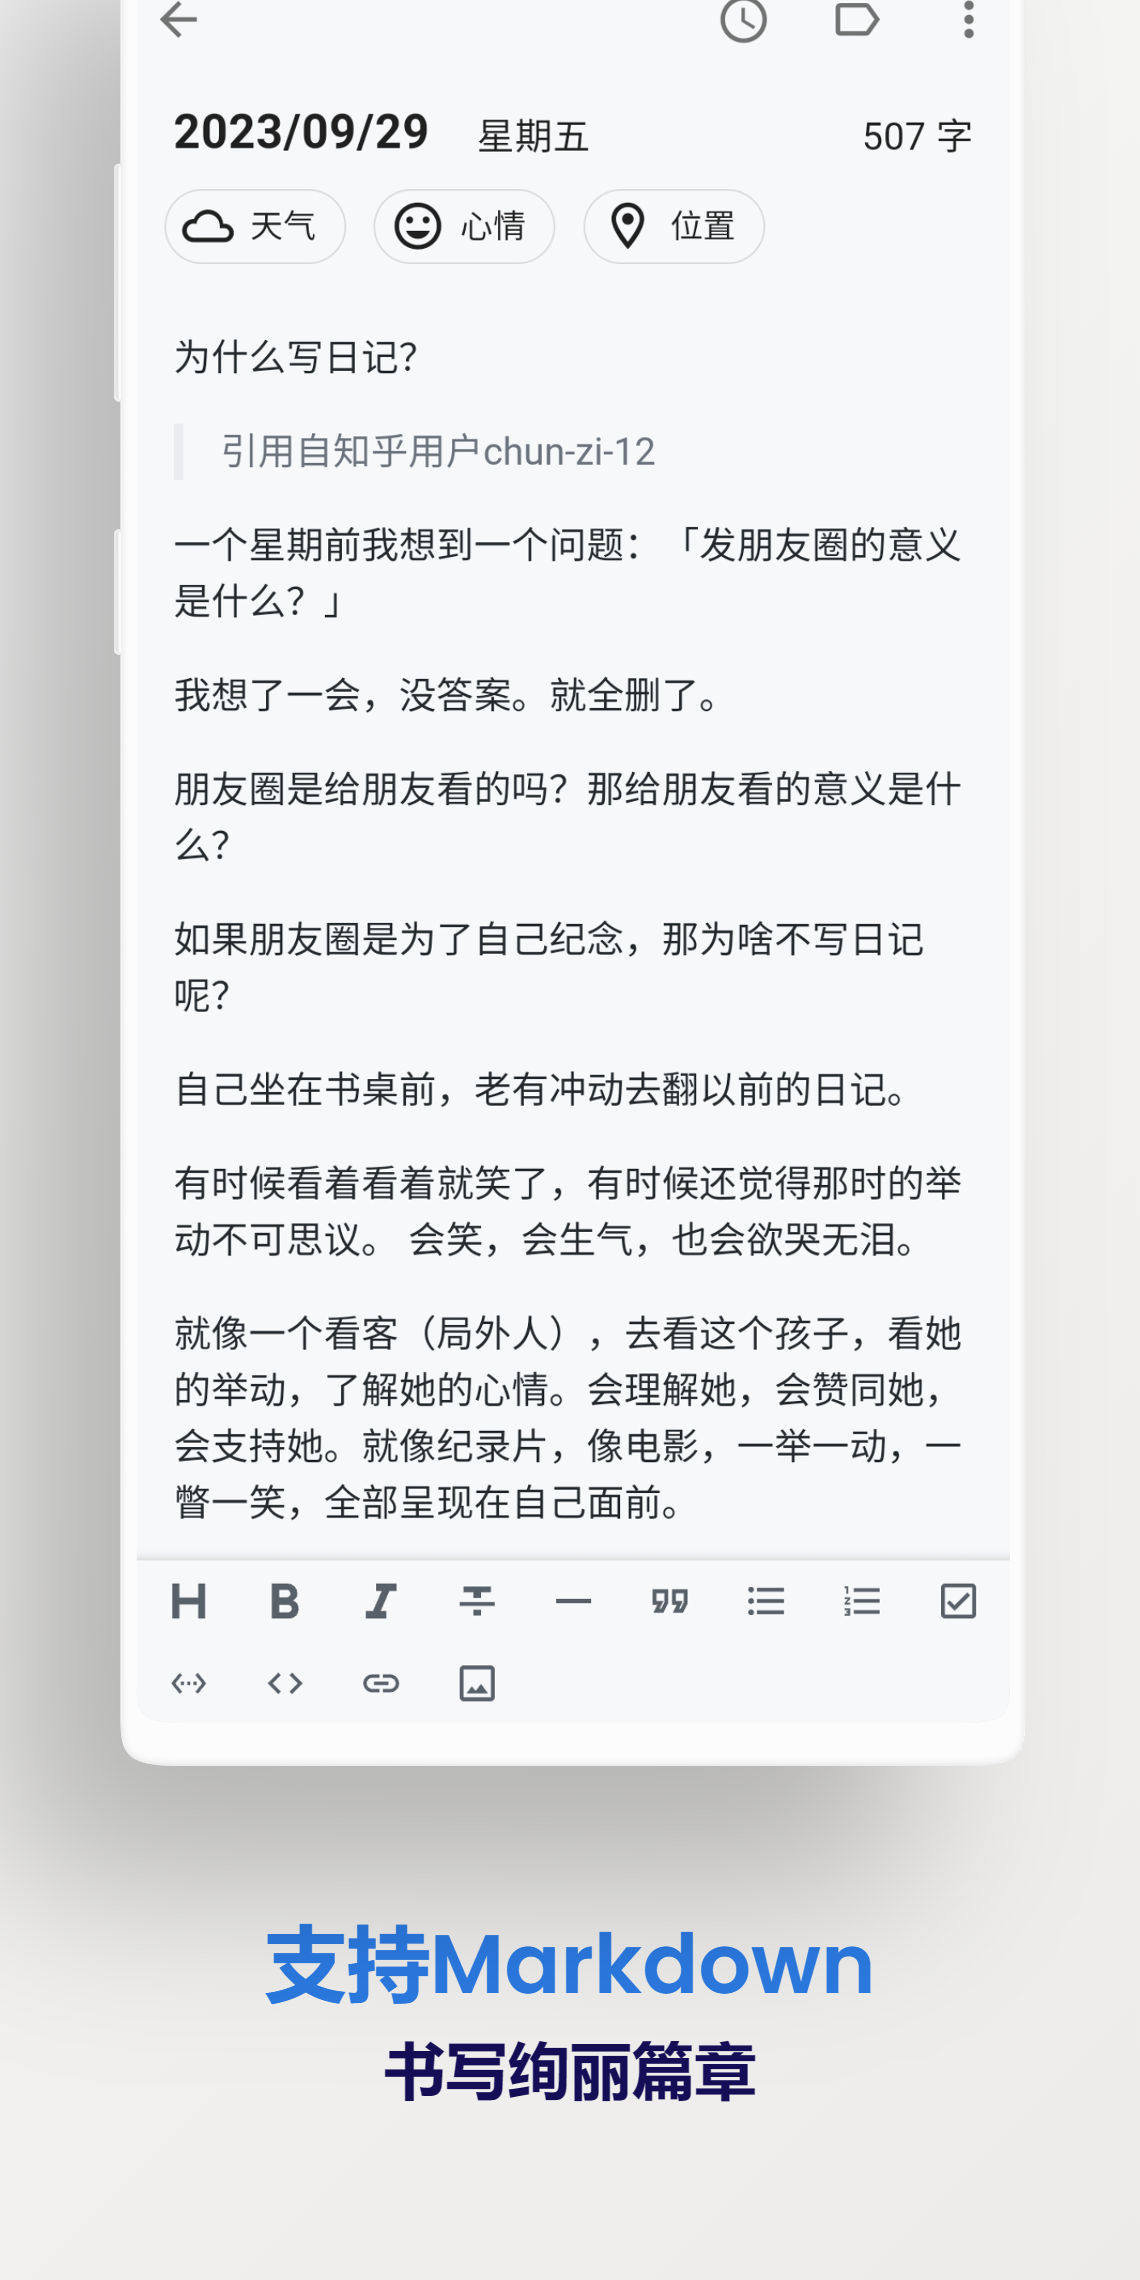 2023/09/29 星期五 507 字
天气 心情 位置
为什么写日记？
引用自知乎用户chun-zi-12
一个星期前我想到一个问题：「发朋友圈的意义
是什么？」
我想了一会，没答案。就全删了。
朋友圈是给朋友看的吗？那给朋友看的意义是什
么？
如果朋友圈是为了自己纪念，那为啥不写日记
呢？
自己坐在书桌前，老有冲动去翻以前的日记。
有时候看着看着就笑了，有时候还觉得那时的举
动不可思议。 会笑，会生气，也会欲哭无泪。
就像一个看客（局外人），去看这个孩子，看她
的举动，了解她的心情。会理解她，会赞同她，
会支持她。就像纪录片，像电影，一举一动，一
瞥一笑，全部呈现在自己面前。
支持Markdown
书写绚丽篇章